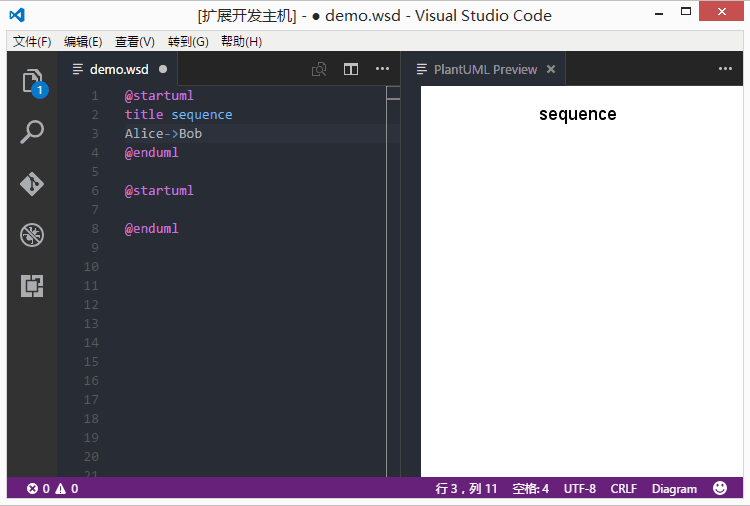 [扩展开发主机] - ● demo.wsd - Visual Studio Code
文件(F) 编辑(E) 查看(V) 转到(G) 帮助(H)
1
demo.wsd ●
PlantUML Preview
1 @startuml
2 title sequence
3 Alice->Bob
4 @enduml
5
6 @startuml
7
8 @enduml
9
10
11
12
13
14
15
16
17
18
19
20
21
sequence
0 0 行 3，列 11 空格: 4 UTF-8 CRLF Diagram